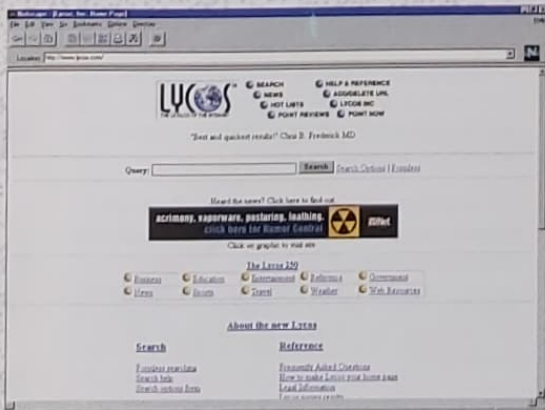 Netscape - [Lycos, Inc. Home Page]
File Edit View Go Bookmarks Options Directory
Location: http://www.lycos.com/
LYCOS
SEARCH HELP & REFERENCE
NEWS ADD/DELETE URL
HOT LISTS LYCOS INC
POINT REVIEWS POINT NOW
"Best and quickest results!" Chris B. Frederick MD
Query: Search Search Options |
Heard the news? Click here to find out
acrimony, vaporware, posturing, loathing.
click here for Rumor Central
Click on graphic to visit site
The Lycos 250
Business Education Entertainment Reference Government
News Sports Travel Weather Web Resources
About the new Lycos
Search Reference
Frequently Asked Questions
Search help How to make Lycos your home page
Search options form Legal Information